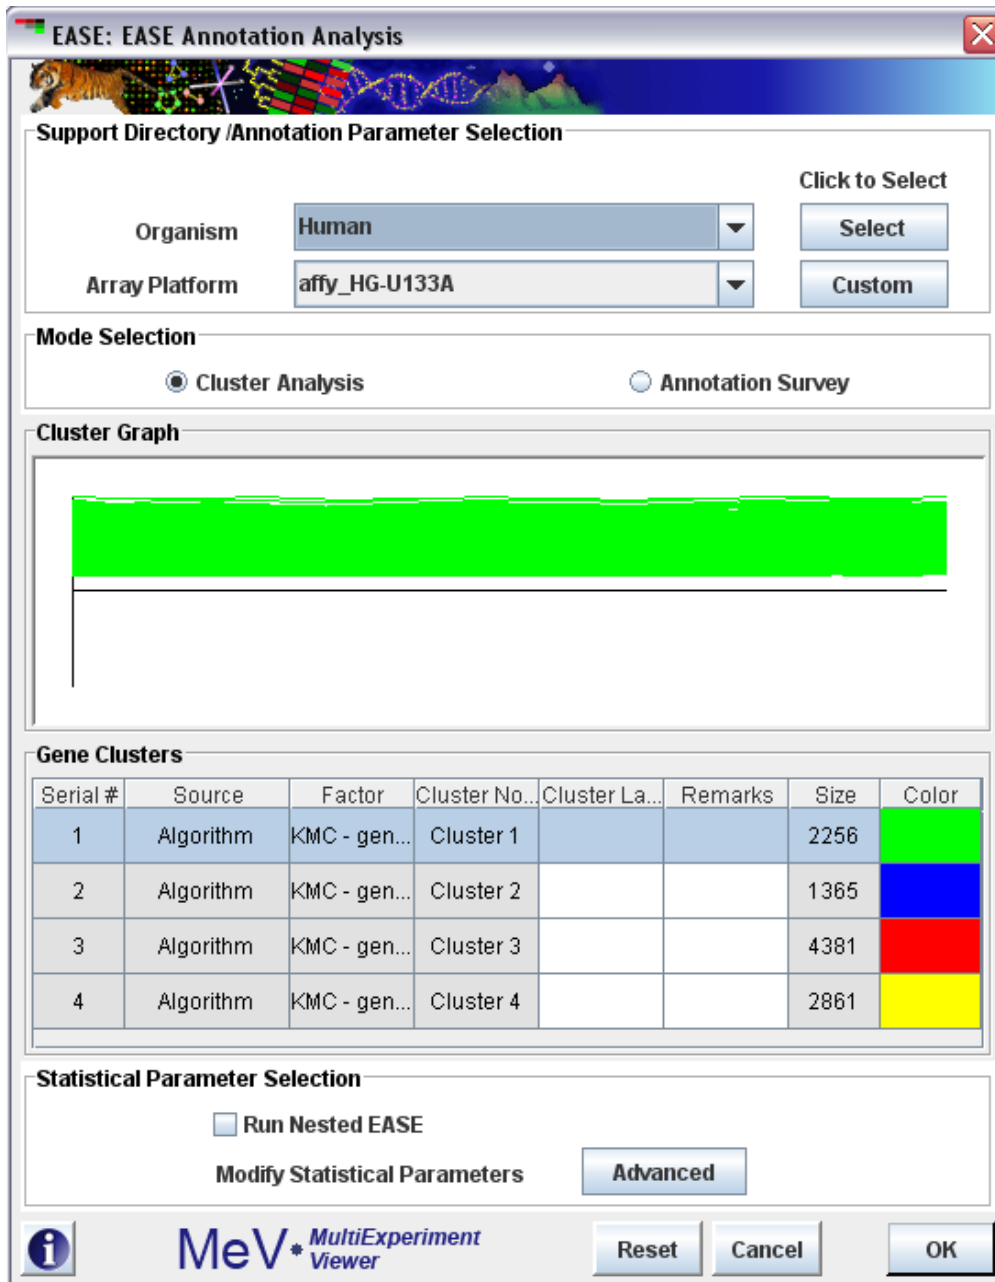 EASE: EASE Annotation Analysis
Support Directory /Annotation Parameter Selection
Click to Select
Organism Human Select
Array Platform affy_HG-U133A Custom
Mode Selection
Cluster Analysis Annotation Survey
Cluster Graph
Gene Clusters
Serial # Source Factor Cluster No... Cluster La... Remarks Size Color
1 Algorithm KMC - gen... Cluster 1 2256
2 Algorithm KMC - gen... Cluster 2 1365
3 Algorithm KMC - gen... Cluster 3 4381
4 Algorithm KMC - gen... Cluster 4 2861
Statistical Parameter Selection
Run Nested EASE
Modify Statistical Parameters Advanced
MeV MultiExperiment Viewer Reset Cancel OK